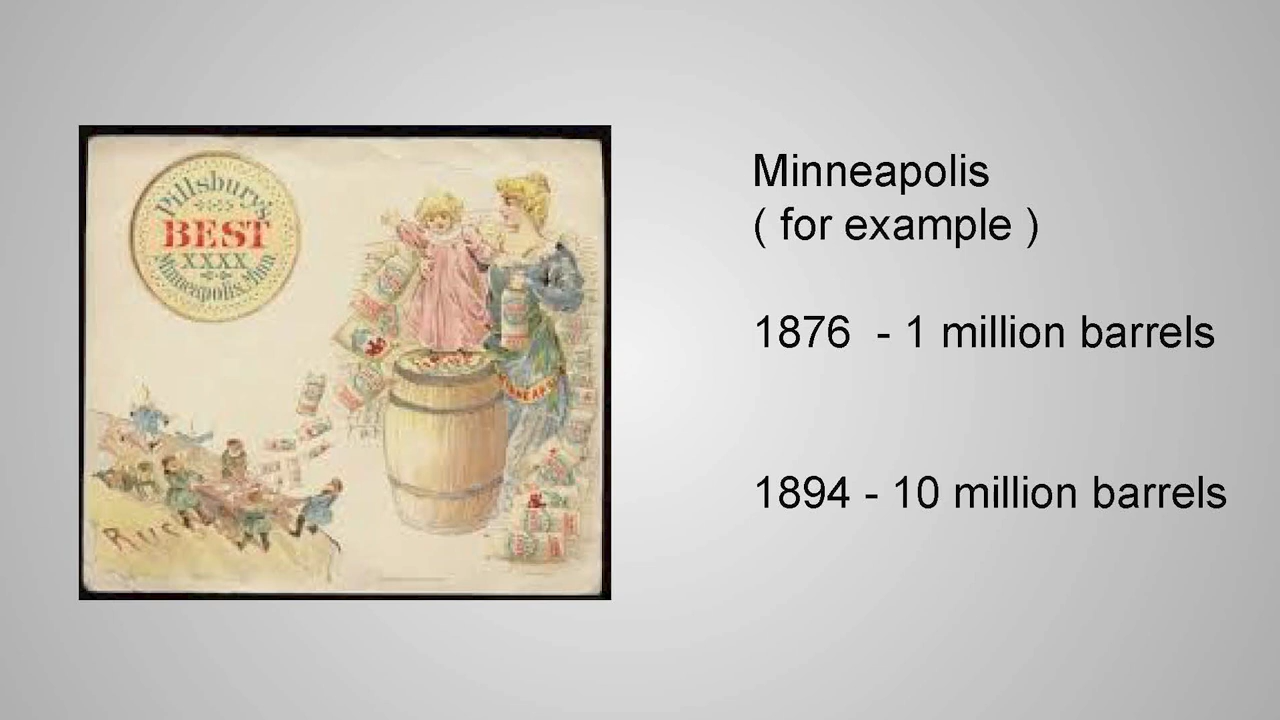 Pillsbury's
BEST
XXXX
Minneapolis, Minn
Minneapolis
( for example )
1876 - 1 million barrels
1894 - 10 million barrels